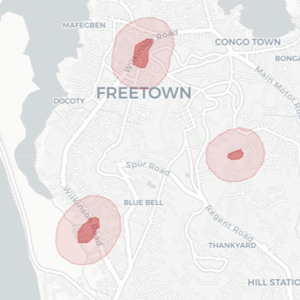 MAFEGBEN
Wilkinson Road
CONGO TOWN
BONGA
Main Motor Road
FREETOWN
DOCOTY
Spur Road
Wilkinson Road
BLUE BELL
Regent Road
THANKYARD
HILL STATIO